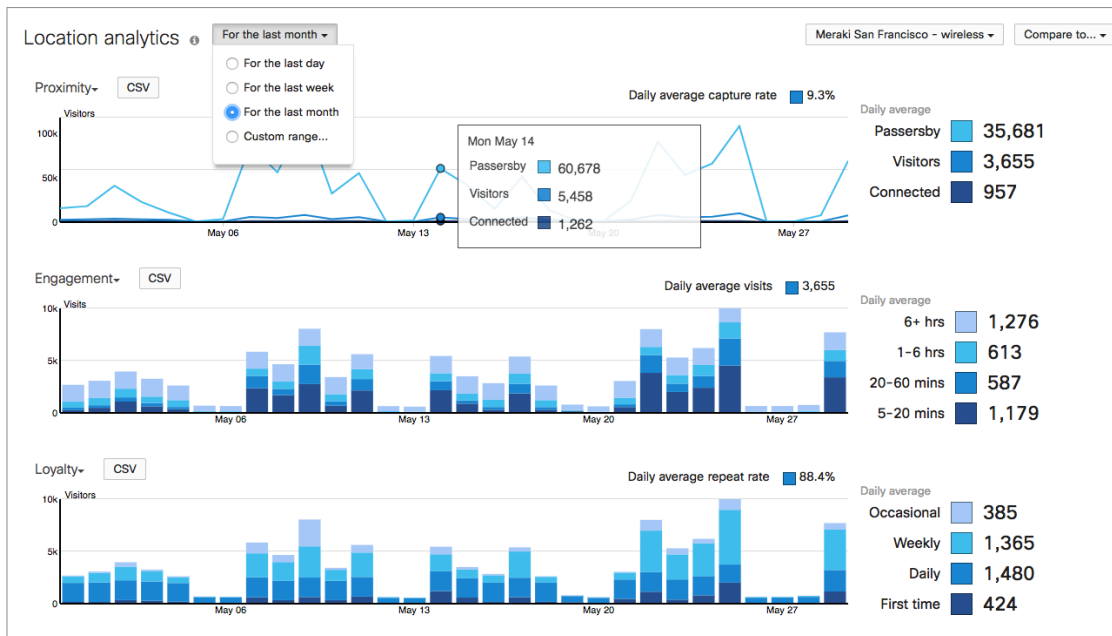 Location analytics
For the last month
Meraki San Francisco - wireless
Compare to...
For the last day
For the last week
For the last month
Custom range...
Proximity
CSV
Visitors
100k
50k
0
May 06
May 13
May 20
May 27
Daily average capture rate 9.3%
Mon May 14
Passersby 60,678
Visitors 5,458
Connected 1,262
Daily average
Passersby 35,681
Visitors 3,655
Connected 957
Engagement
CSV
Visits
10k
5k
0
May 06
May 13
May 20
May 27
Daily average visits 3,655
Daily average
6+ hrs 1,276
1-6 hrs 613
20-60 mins 587
5-20 mins 1,179
Loyalty
CSV
Visitors
10k
5k
0
May 06
May 13
May 20
May 27
Daily average repeat rate 88.4%
Daily average
Occasional 385
Weekly 1,365
Daily 1,480
First time 424